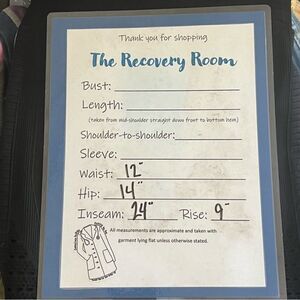 Thank you for shopping
The Recovery Room
Bust:
Length:
(taken from mid-shoulder straight down front to bottom hem)
Shoulder-to-shoulder:
Sleeve:
Waist: 12"
Hip: 14"
Inseam: 24" Rise: 9"
All measurements are approximate and taken with
garment lying flat unless otherwise stated.